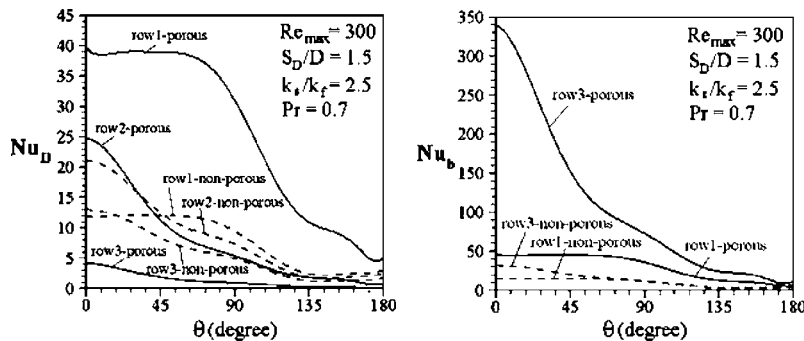 45
40
35
30
25
20
15
10
5
0
Nu_D
row1-porous
Re_max= 300
S_D/D = 1.5
k_s/k_f = 2.5
Pr = 0.7
row2-porous
row1-non-porous
row2-non-porous
row3-porous
row3-non-porous
0 45 90 135 180
θ (degree)
350
300
250
200
150
100
50
0
Nu_b
Re_max= 300
S_D/D = 1.5
k_s/k_f = 2.5
Pr = 0.7
row3-porous
row3-non-porous
row1-non-porous
row1-porous
0 45 90 135 180
θ (degree)